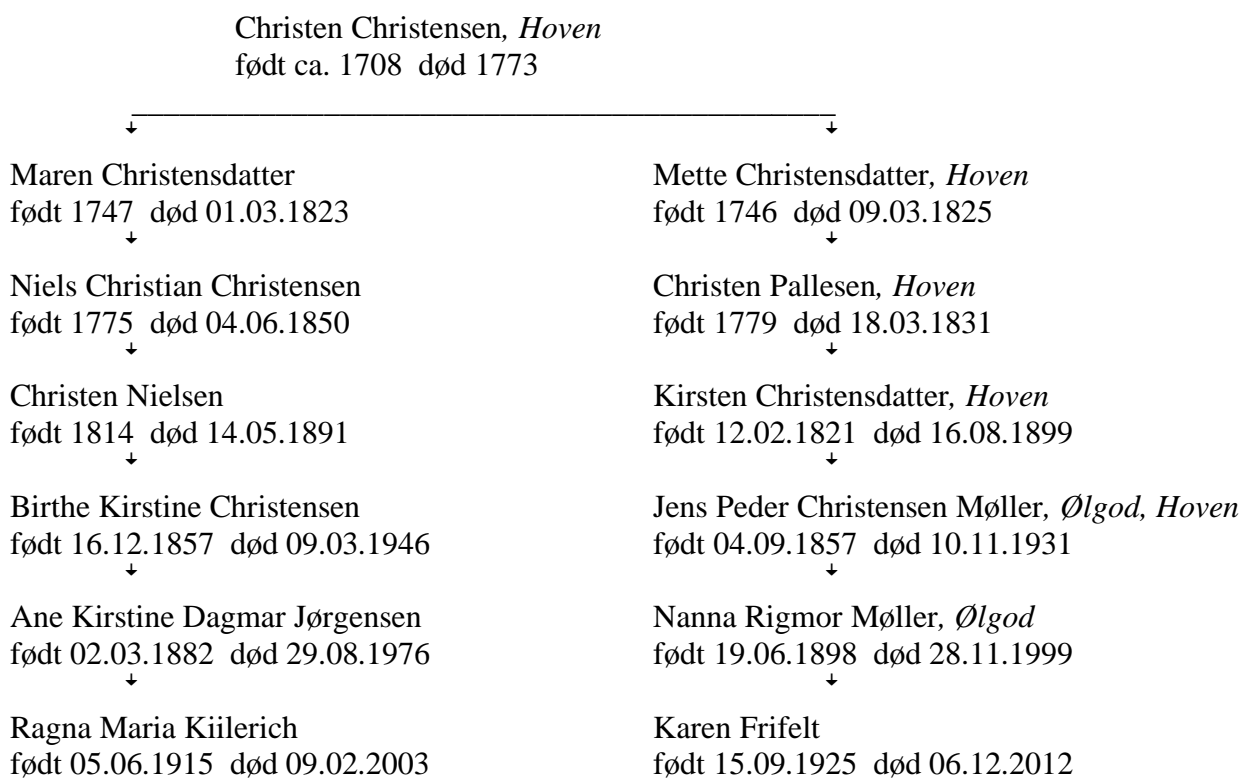 Christen Christensen, Hoven
født ca. 1708 død 1773
Maren Christensdatter
født 1747 død 01.03.1823
Mette Christensdatter, Hoven
født 1746 død 09.03.1825
Niels Christian Christensen
født 1775 død 04.06.1850
Christen Pallesen, Hoven
født 1779 død 18.03.1831
Christen Nielsen
født 1814 død 14.05.1891
Kirsten Christensdatter, Hoven
født 12.02.1821 død 16.08.1899
Birthe Kirstine Christensen
født 16.12.1857 død 09.03.1946
Jens Peder Christensen Møller, Ølgod, Hoven
født 04.09.1857 død 10.11.1931
Ane Kirstine Dagmar Jørgensen
født 02.03.1882 død 29.08.1976
Nanna Rigmor Møller, Ølgod
født 19.06.1898 død 28.11.1999
Ragna Maria Kiilerich
født 05.06.1915 død 09.02.2003
Karen Frifelt
født 15.09.1925 død 06.12.2012